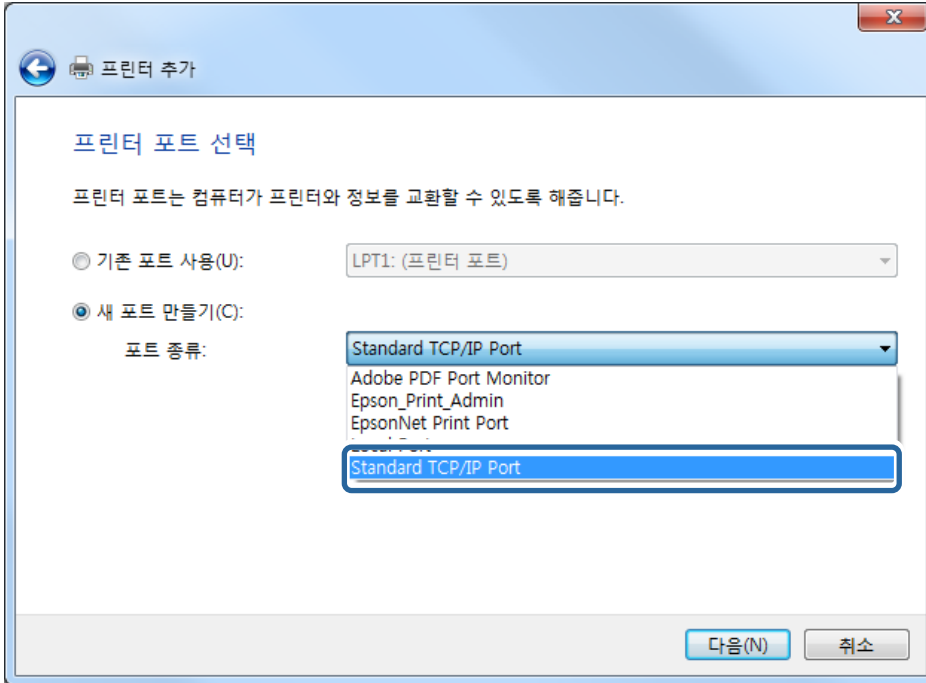 프린터 추가
프린터 포트 선택
프린터 포트는 컴퓨터가 프린터와 정보를 교환할 수 있도록 해줍니다.
기존 포트 사용(U): LPT1: (프린터 포트)
새 포트 만들기(C):
포트 종류: Standard TCP/IP Port
Adobe PDF Port Monitor
Epson_Print_Admin
EpsonNet Print Port
Local Port
Standard TCP/IP Port
다음(N) 취소